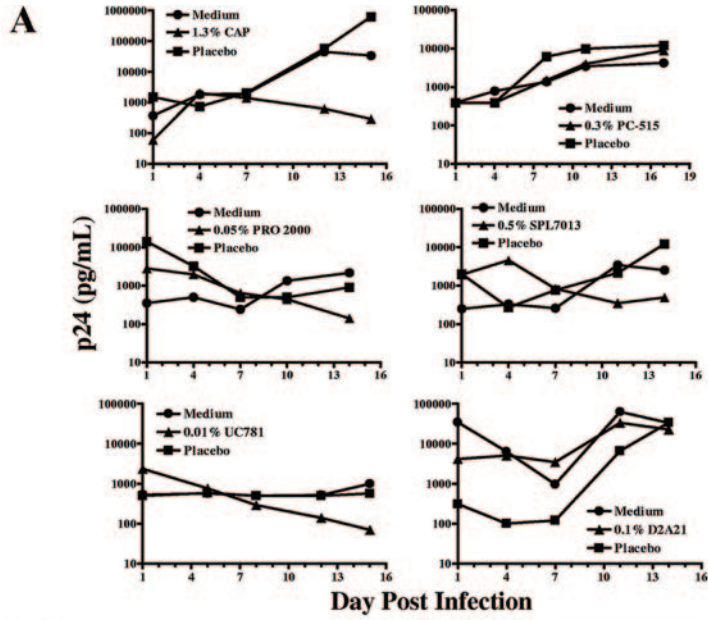 A
p24 (pg/mL)
1000000
100000
10000
1000
100
10
1 4 7 10 13 16
Medium
1.3% CAP
Placebo
100000
10000
1000
100
10
1 4 7 10 13 16 19
Medium
0.3% PC-515
Placebo
100000
10000
1000
100
10
1 4 7 10 13 16
Medium
0.05% PRO 2000
Placebo
100000
10000
1000
100
10
1 4 7 10 13 16
Medium
0.5% SPL7013
Placebo
100000
10000
1000
100
10
1 4 7 10 13 16
Medium
0.01% UC781
Placebo
100000
10000
1000
100
10
1 4 7 10 13 16
Medium
0.1% D2A21
Placebo
Day Post Infection